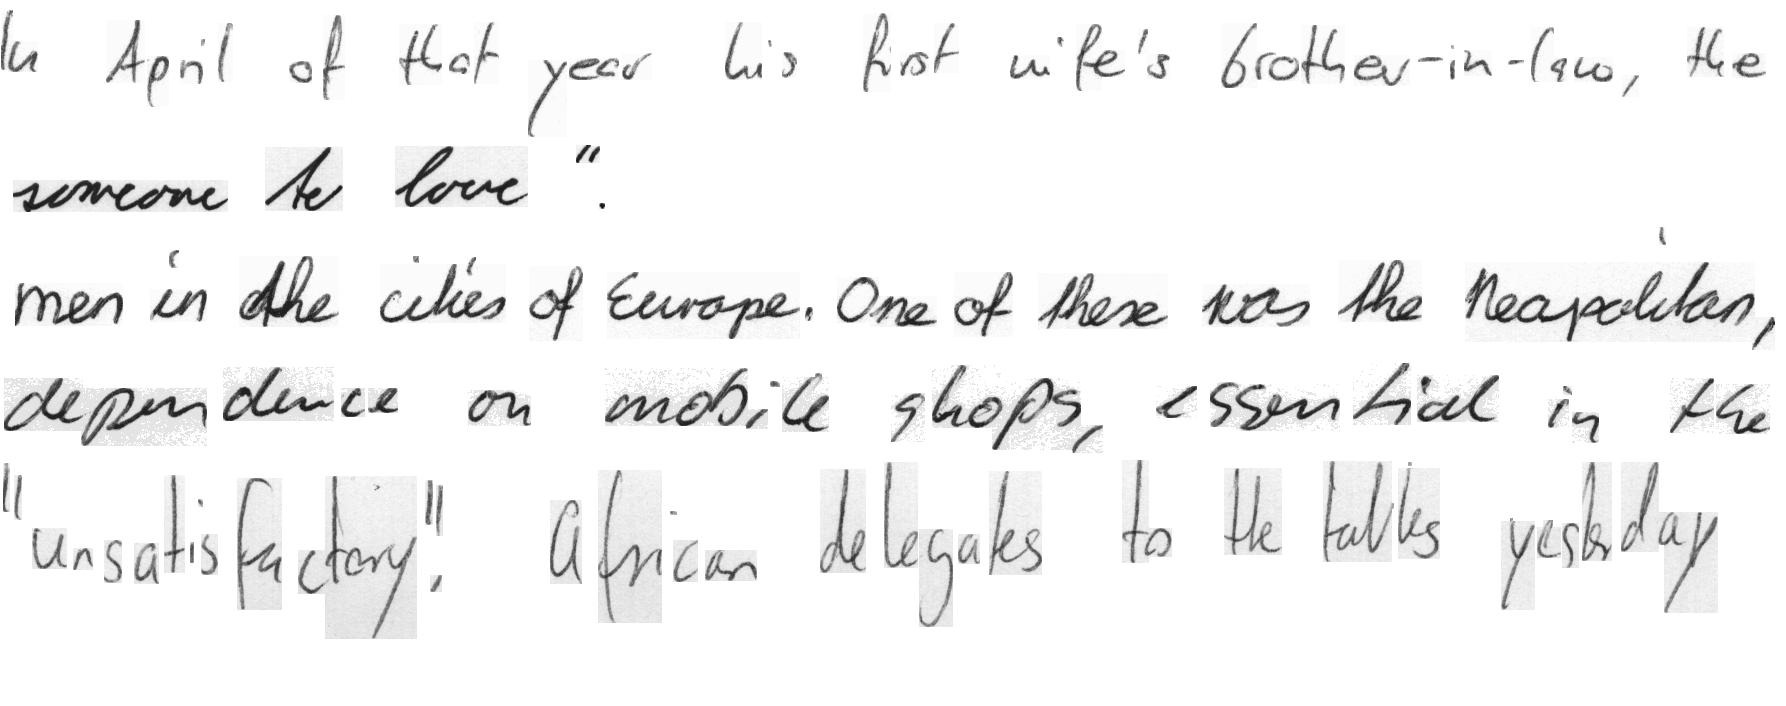 In April of that year his first wife's brother-in-law, the
someone to love".
men in the cities of Europe. One of these was the Neapolitan,
dependence on mobile shops, essential in the
"unsatisfactory". African delegates to the talks yesterday